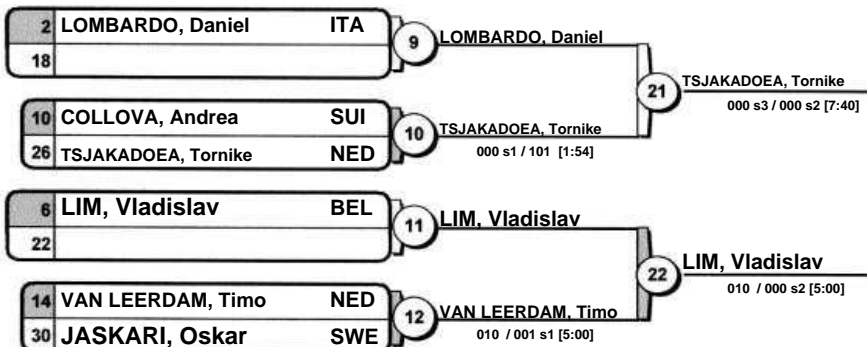 2 LOMBARDO, Daniel ITA
18
9
LOMBARDO, Daniel
10 COLLOVA, Andrea SUI
26 TSJAKADOEA, Tornike NED
10
TSJAKADOEA, Tornike
000 s1 / 101 [1:54]
21
TSJAKADOEA, Tornike
000 s3 / 000 s2 [7:40]
6 LIM, Vladislav BEL
22
11
LIM, Vladislav
14 VAN LEERDAM, Timo NED
30 JASKARI, Oskar SWE
12
VAN LEERDAM, Timo
010 / 001 s1 [5:00]
22
LIM, Vladislav
010 / 000 s2 [5:00]